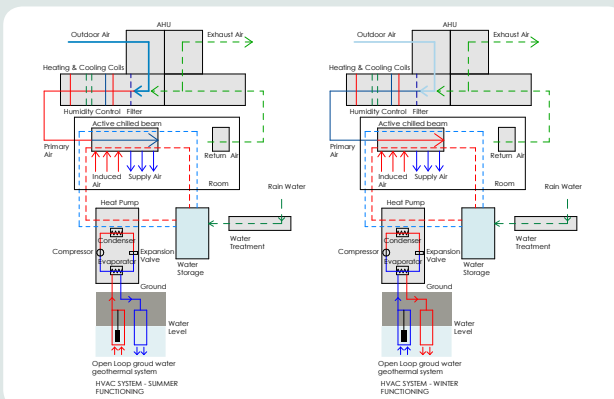 AHU
Outdoor Air
Exhaust Air
Heating & Cooling Coils
Humidity Control
Filter
Active chilled beam
Primary
Air
Return Air
Induced
Air
Supply Air
Room
Rain Water
Heat Pump
Condenser
Compressor
Expansion
Valve
Evaporator
Water
Storage
Water
Treatment
Ground
Water
Level
Open Loop groud water
geothermal system
HVAC SYSTEM - SUMMER
FUNCTIONING
AHU
Outdoor Air
Exhaust Air
Heating & Cooling Coils
Humidity Control
Filter
Active chilled beam
Primary
Air
Return Air
Induced
Air
Supply Air
Room
Rain Water
Heat Pump
Condenser
Compressor
Expansion
Valve
Evaporator
Water
Storage
Water
Treatment
Ground
Water
Level
Open Loop groud water
geothermal system
HVAC SYSTEM - WINTER
FUNCTIONING